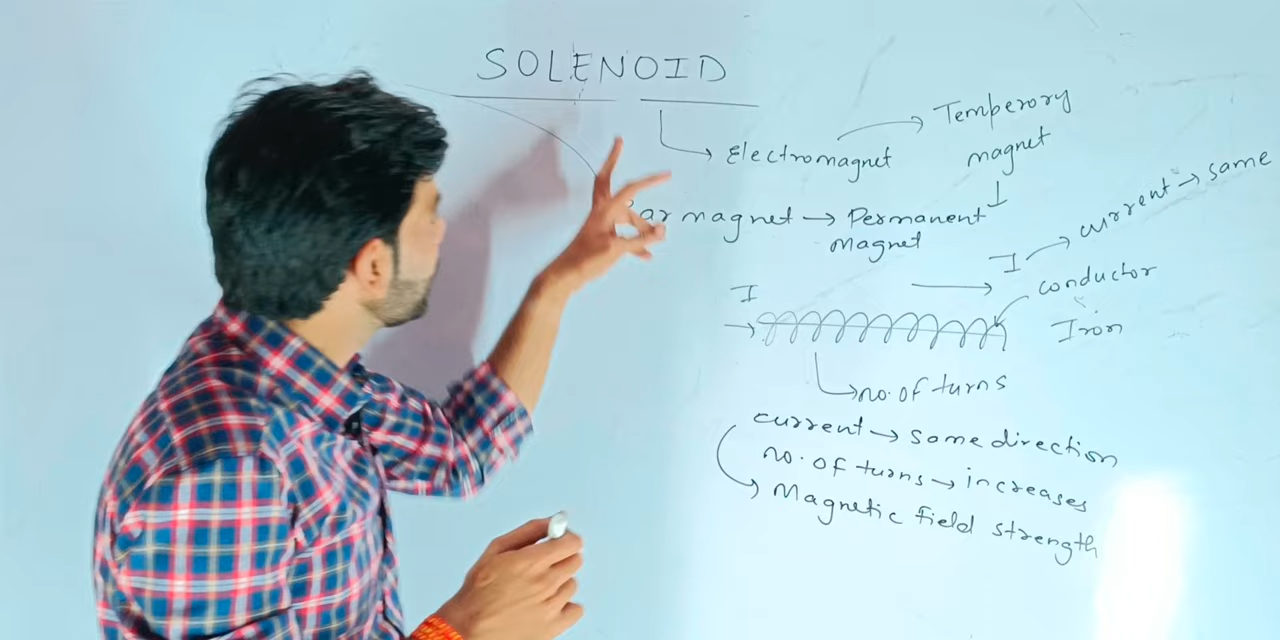 SOLENOID
Electromagnet → Temperory
magnet
ar magnet → Permanent
Magnet
I → current → same
I
conductor
Iron
no. of turns
current → same direction
no. of turns → increases
Magnetic field strength